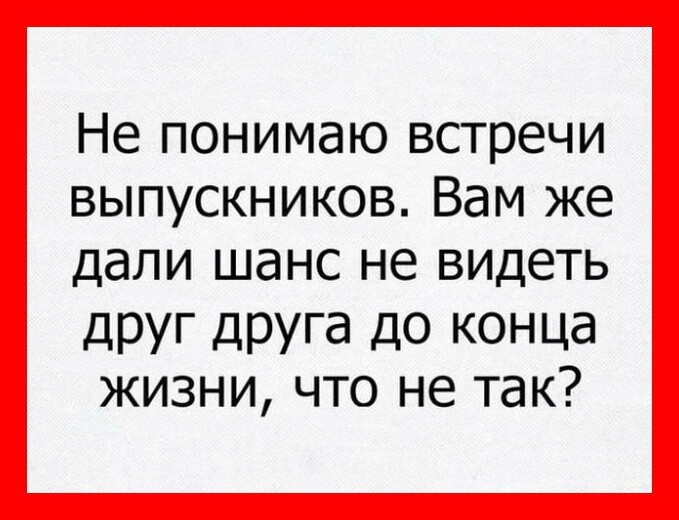 Не понимаю встречи
выпускников. Вам же
дали шанс не видеть
друг друга до конца
жизни, что не так?